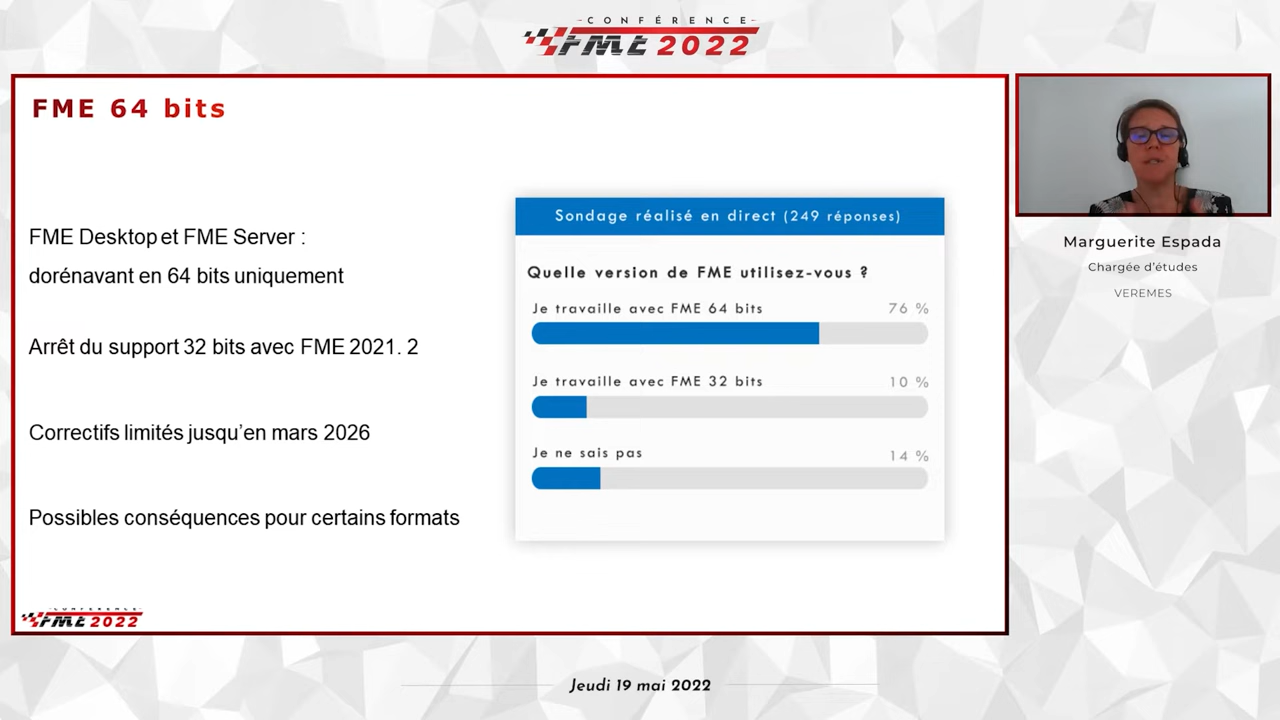 CONFÉRENCE
FME 2022
FME 64 bits
FME Desktop et FME Server :
dorénavant en 64 bits uniquement
Arrêt du support 32 bits avec FME 2021. 2
Correctifs limités jusqu'en mars 2026
Possibles conséquences pour certains formats
Sondage réalisé en direct (249 réponses)
Quelle version de FME utilisez-vous ?
Je travaille avec FME 64 bits 76 %
Je travaille avec FME 32 bits 10 %
Je ne sais pas 14 %
Marguerite Espada
Chargée d'études
VEREMES
CONFÉRENCE
FME 2022
Jeudi 19 mai 2022